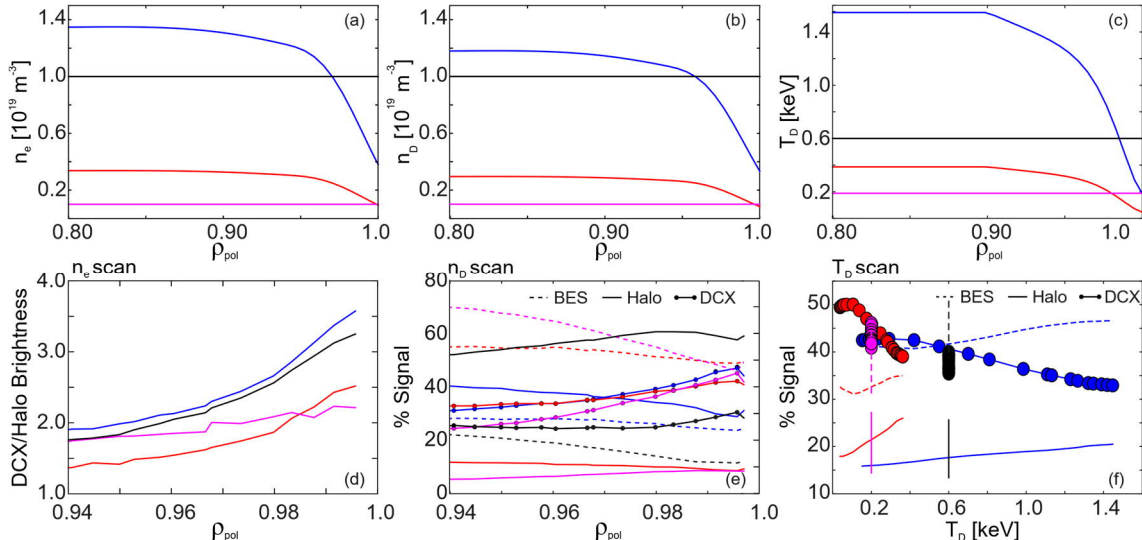 (a)
n_e [10^19 m^-3]
1.4
1.0
0.6
0.2
0.80
0.90
1.0
ρ_pol
(b)
n_D [10^19 m^-3]
1.4
1.0
0.6
0.2
0.80
0.90
1.0
ρ_pol
(c)
T_D [keV]
1.4
1.0
0.6
0.2
0.80
0.90
1.0
ρ_pol
n_e scan
DCX/Halo Brightness
4.0
3.0
2.0
1.0
(d)
0.94
0.96
0.98
1.0
ρ_pol
n_D scan
BES Halo DCX
% Signal
80
60
40
20
0
(e)
0.94
0.96
0.98
1.0
ρ_pol
T_D scan
BES Halo DCX
% Signal
50
40
30
20
10
(f)
0.2
0.6
1.0
1.4
T_D [keV]